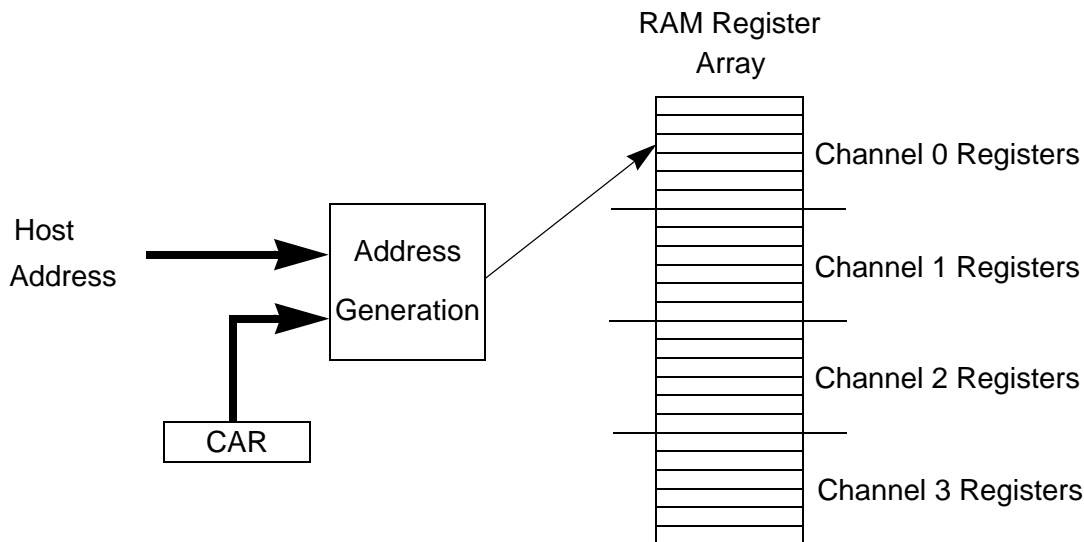 RAM Register
Array
Channel 0 Registers
Host
Address
Address
Generation
Channel 1 Registers
Channel 2 Registers
CAR
Channel 3 Registers